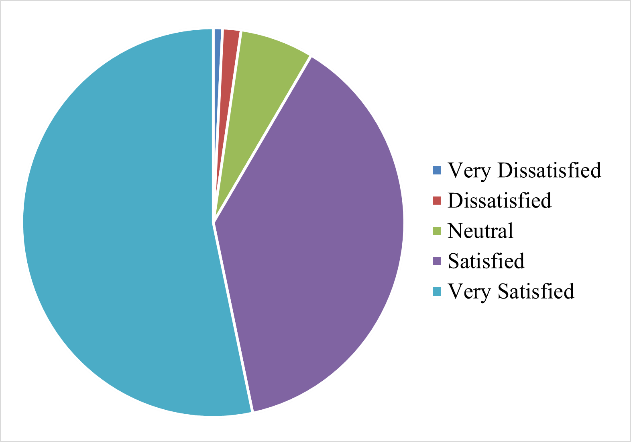 Very Dissatisfied
Dissatisfied
Neutral
Satisfied
Very Satisfied